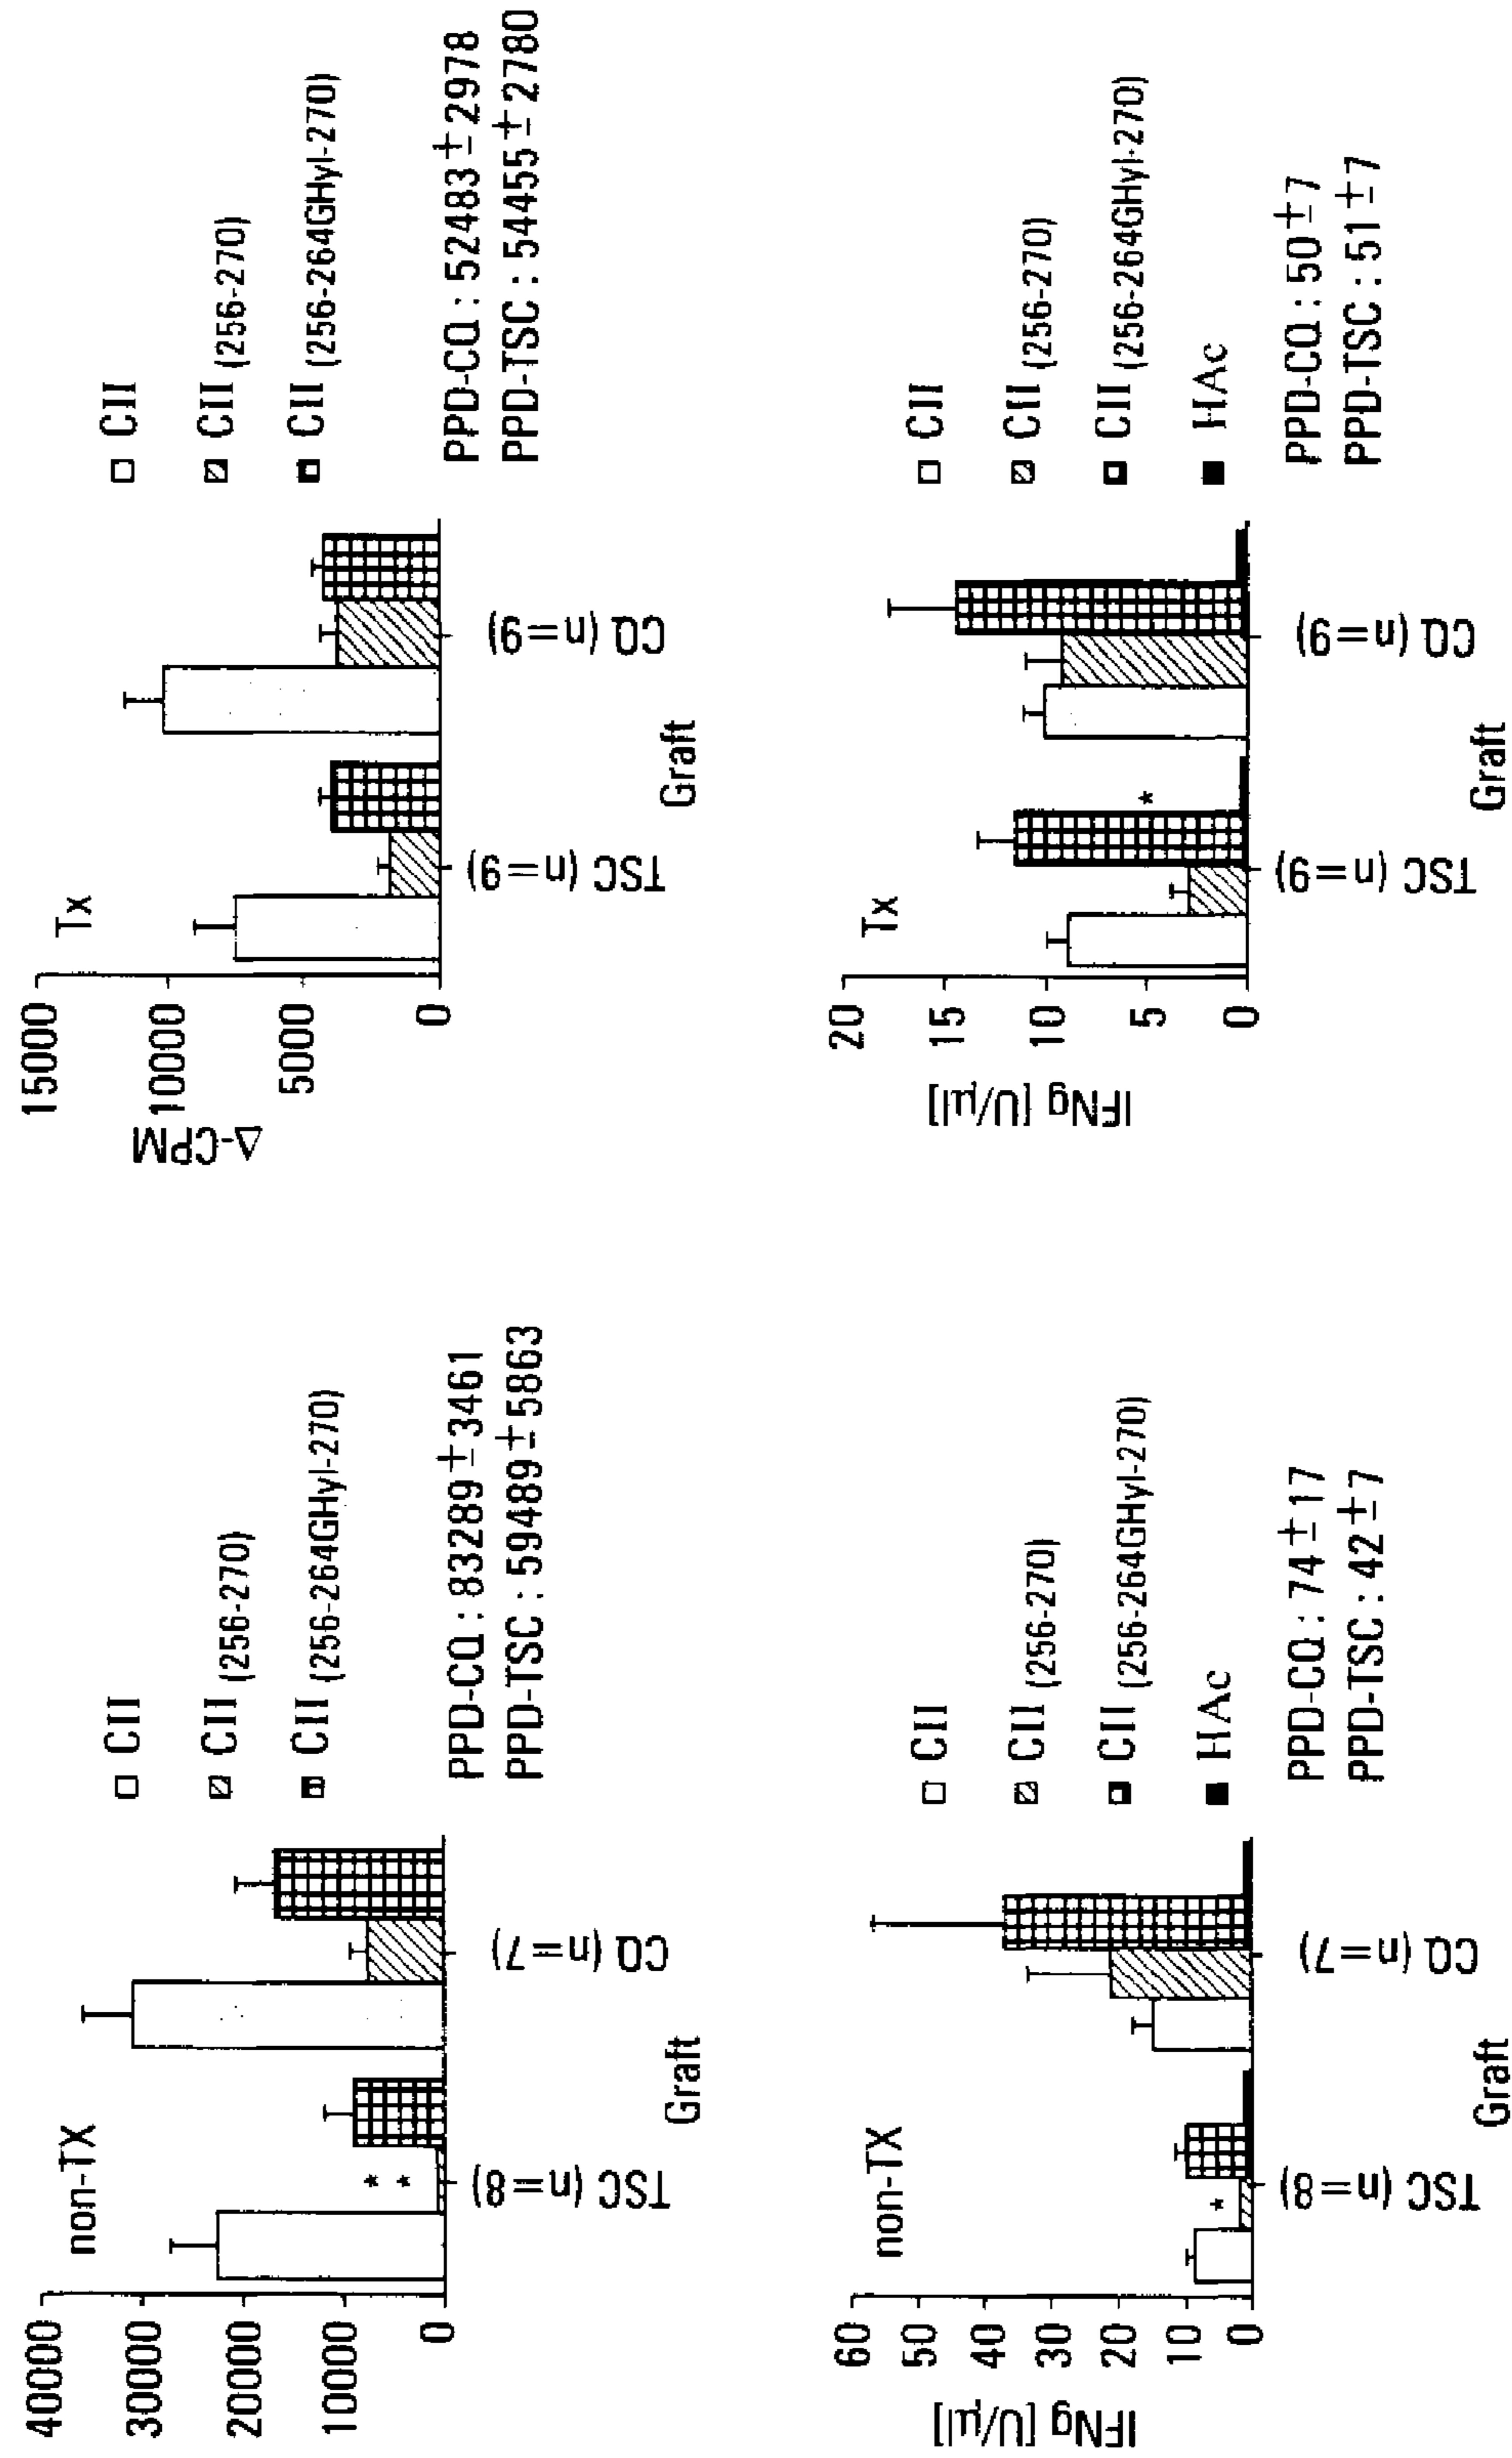 non-TX
40000
30000
20000
10000
0
**
TSC (n=8)
CQ (n=7)
Graft
CII
CII (256-270)
CII (256-264GHyl-270)
PPD-CQ : 83289±3461
PPD-TSC : 59489±5863
Tx
Δ-CPM
15000
10000
5000
0
TSC (n=9)
CQ (n=9)
Graft
CII
CII (256-270)
CII (256-264GHyl-270)
PPD-CQ : 52483±2978
PPD-TSC : 54455±2780
non-TX
IFNg [U/μl]
60
50
40
30
20
10
0
*
TSC (n=8)
CQ (n=7)
Graft
CII
CII (256-270)
CII (256-264GHyl-270)
HAc
PPD-CQ : 74±17
PPD-TSC : 42±7
Tx
IFNg [U/μl]
20
15
10
5
0
*
TSC (n=9)
CQ (n=9)
Graft
CII
CII (256-270)
CII (256-264GHyl-270)
HAc
PPD-CQ : 50±7
PPD-TSC : 51±7